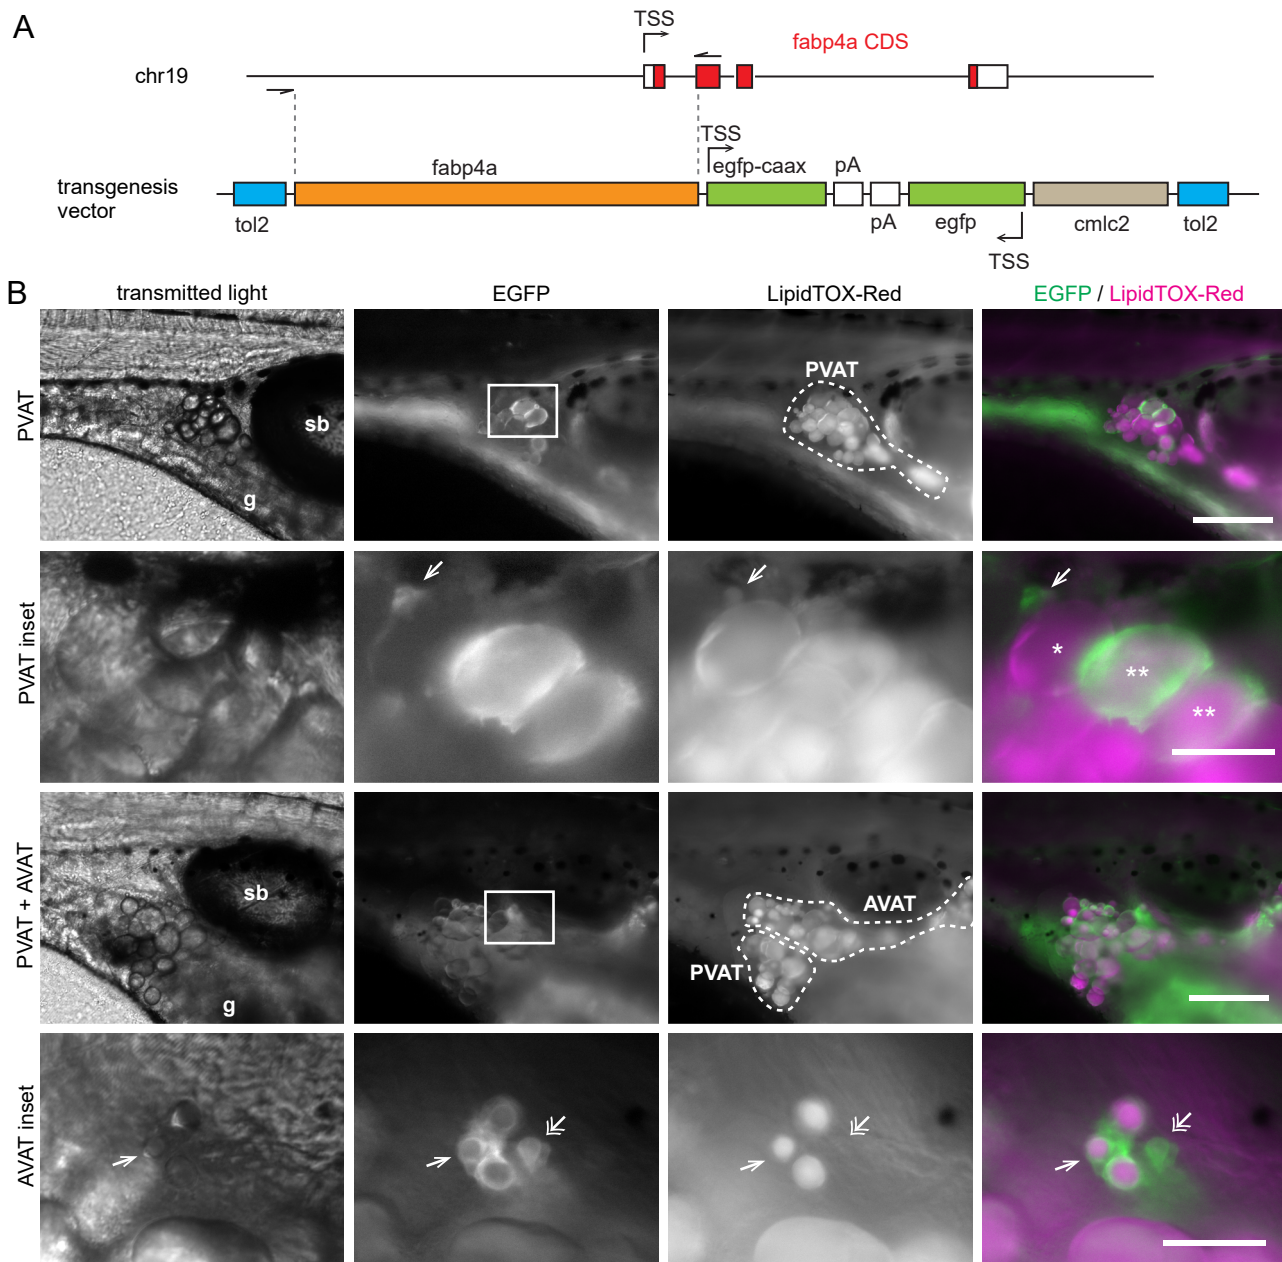 A
TSS
fabp4a CDS
chr19
TSS
fabp4a
egfp-caax
pA
transgenesis
vector
tol2
pA
egfp
cmlc2
tol2
TSS
B
transmitted light
EGFP
LipidTOX-Red
EGFP / LipidTOX-Red
PVAT
sb
g
PVAT
PVAT inset
*
**
**
PVAT + AVAT
sb
g
AVAT
PVAT
AVAT inset